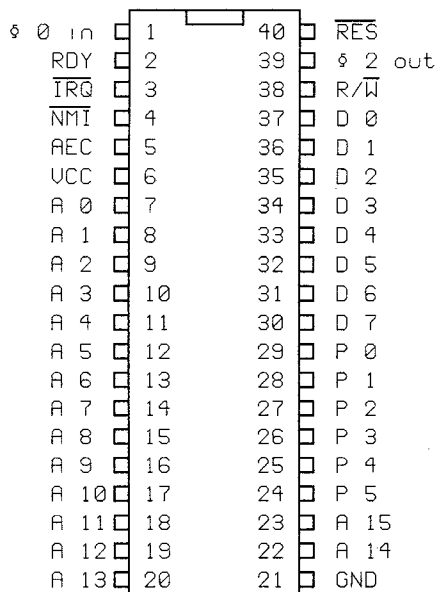 ϕ 0 in 1 40 R̅E̅S̅
RDY 2 39 ϕ 2 out
I̅R̅Q̅ 3 38 R/W̅
N̅M̅I̅ 4 37 D 0
AEC 5 36 D 1
VCC 6 35 D 2
A 0 7 34 D 3
A 1 8 33 D 4
A 2 9 32 D 5
A 3 10 31 D 6
A 4 11 30 D 7
A 5 12 29 P 0
A 6 13 28 P 1
A 7 14 27 P 2
A 8 15 26 P 3
A 9 16 25 P 4
A 10 17 24 P 5
A 11 18 23 A 15
A 12 19 22 A 14
A 13 20 21 GND